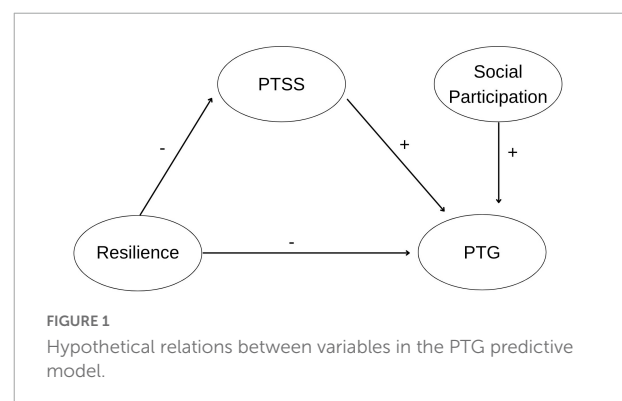 PTSS
Social
Participation
-
+
+
Resilience
-
PTG
FIGURE 1
Hypothetical relations between variables in the PTG predictive
model.